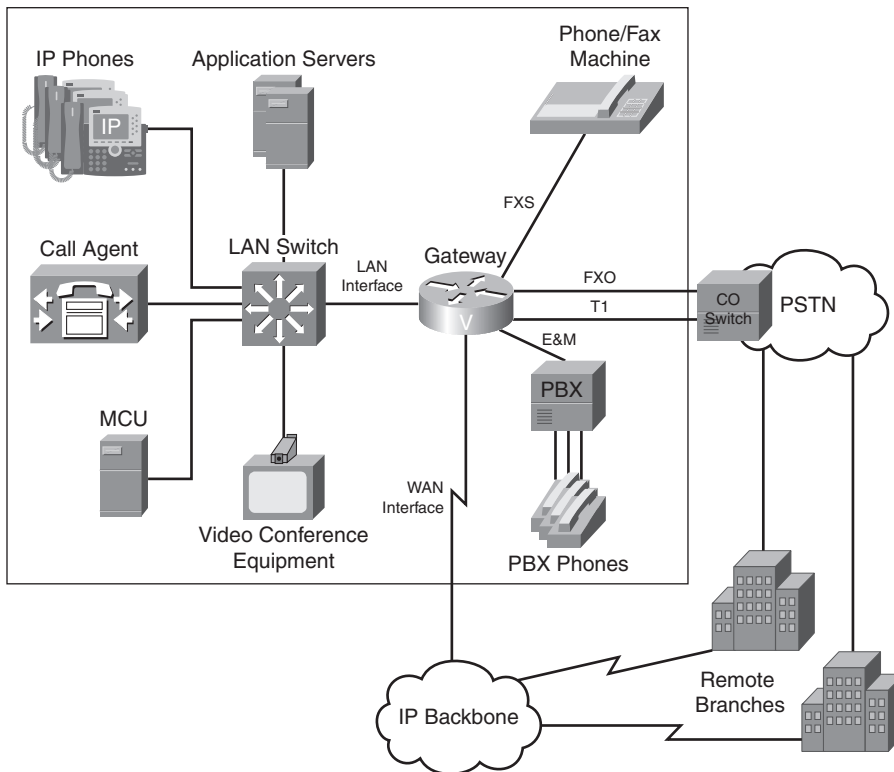 IP Phones
Application Servers
Phone/Fax
Machine
IP
FXS
Call Agent
LAN Switch
LAN
Interface
Gateway
FXO
T1
CO
Switch
PSTN
V
E&M
PBX
MCU
WAN
Interface
Video Conference
Equipment
PBX Phones
Remote
Branches
IP Backbone